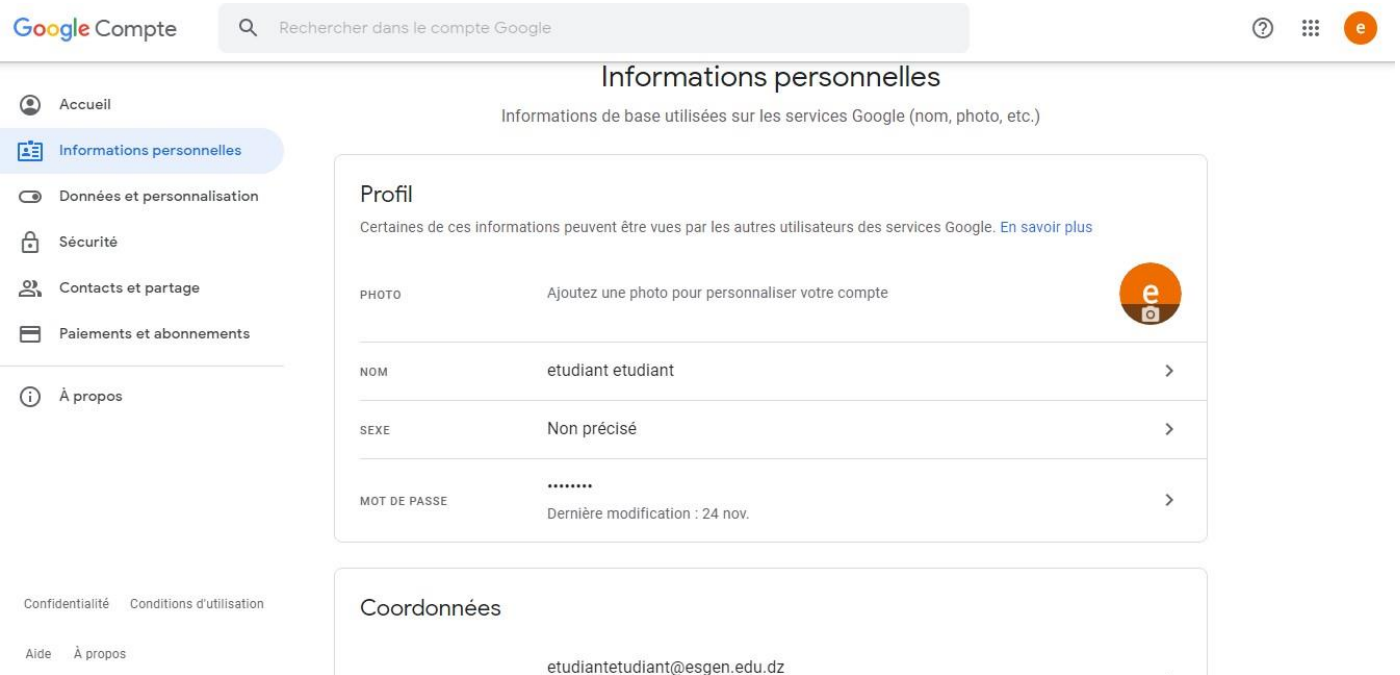 Google Compte
Rechercher dans le compte Google
e
Informations personnelles
Informations de base utilisées sur les services Google (nom, photo, etc.)
Accueil
Informations personnelles
Données et personnalisation
Sécurité
Contacts et partage
Paiements et abonnements
À propos
Profil
Certaines de ces informations peuvent être vues par les autres utilisateurs des services Google. En savoir plus
PHOTO Ajoutez une photo pour personnaliser votre compte e
NOM etudiant etudiant
SEXE Non précisé
MOT DE PASSE ••••••••
Dernière modification : 24 nov.
Coordonnées
etudiantetudiant@esgen.edu.dz
Confidentialité Conditions d'utilisation
Aide À propos